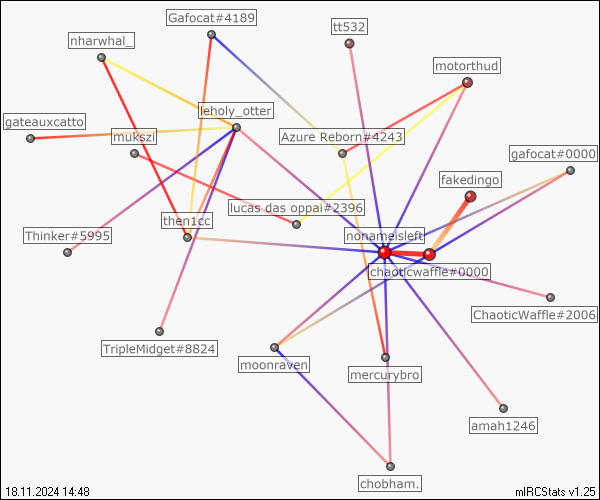 Gafocat#4189
tt532
nharwhal_
motorthud
leholy_otter
gateauxcatto
mukszi
Azure Reborn#4243
gafocat#0000
fakedingo
lucas das oppai#2396
then1cc
Thinker#5995
nonameisleft
chaoticwaffle#0000
ChaoticWaffle#2006
TripleMidget#8824
moonraven
mercurybro
amah1246
chobham.
18.11.2024 14:48
mIRCStats v1.25